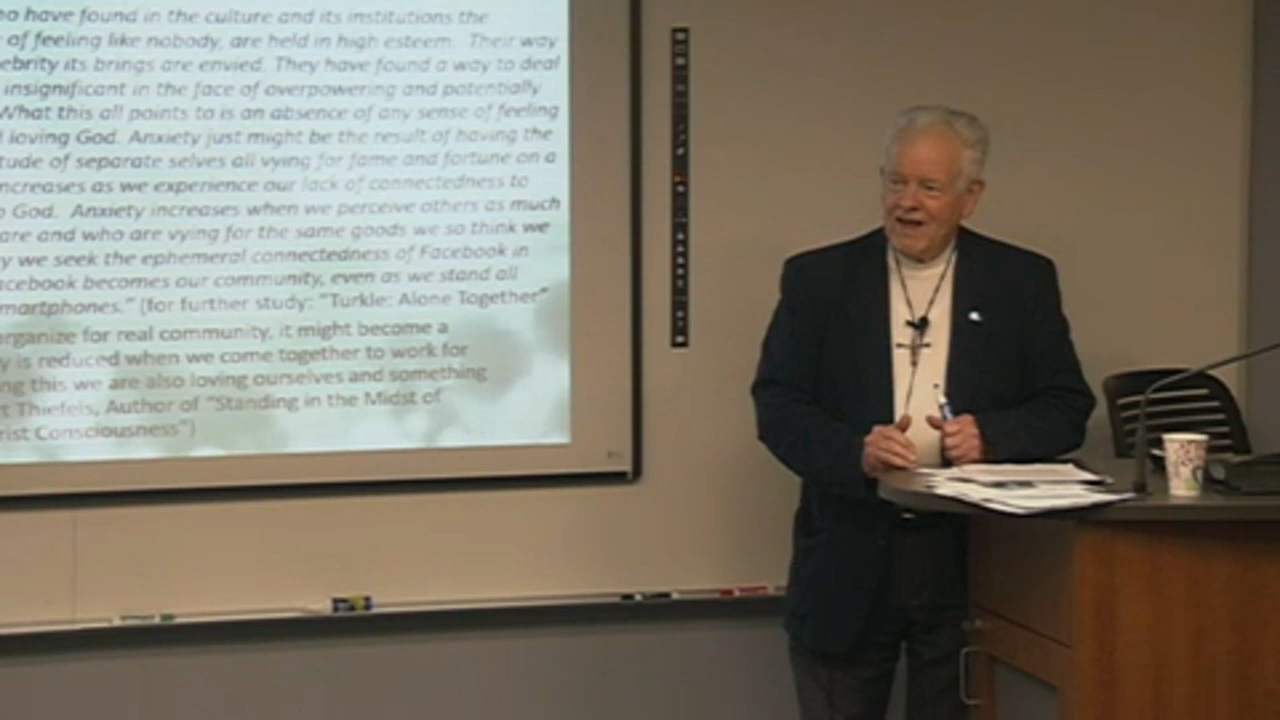 ho have found in the culture and its institutions the
of feeling like nobody, are held in high esteem. Their way
ebrity its brings are envied. They have found a way to deal
insignificant in the face of overpowering and potentially
What this all points to is an absence of any sense of feeling
loving God. Anxiety just might be the result of having the
tude of separate selves all vying for fame and fortune on a
ncreases as we experience our lack of connectedness to
o God. Anxiety increases when we perceive others as much
are and who are vying for the same goods we so think we
y we seek the ephemeral connectedness of Facebook in
acebook becomes our community, even as we stand all
martphones." (for further study: "Turkle: Alone Together"
organize for real community, it might become a
y is reduced when we come together to work for
ng this we are also loving ourselves and something
rt Thiefels, Author of "Standing in the Midst of
rist Consciousness")